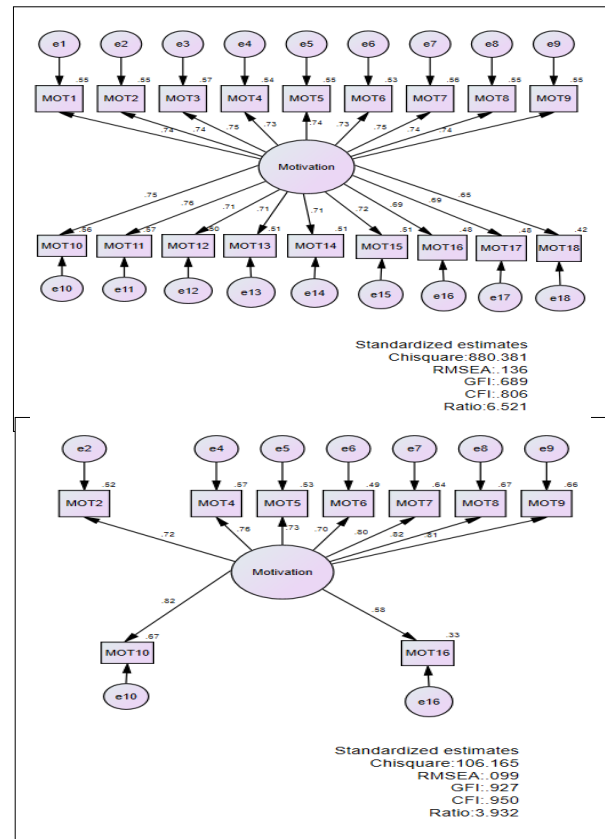 e1 e2 e3 e4 e5 e6 e7 e8 e9
.55 .55 .57 .54 .55 .53 .56 .55 .55
MOT1 MOT2 MOT3 MOT4 MOT5 MOT6 MOT7 MOT8 MOT9
.74 .74 .75 .73 .74 .73 .75 .74 .74
Motivation
.75 .76 .71 .71 .71 .72 .69 .69 .65
.56 .57 .50 .51 .51 .51 .48 .48 .42
MOT10 MOT11 MOT12 MOT13 MOT14 MOT15 MOT16 MOT17 MOT18
e10 e11 e12 e13 e14 e15 e16 e17 e18
Standardized estimates
Chisquare:880.381
RMSEA:.136
GFI:.689
CFI:.806
Ratio:6.521
e2 e4 e5 e6 e7 e8 e9
.52 .57 .53 .49 .64 .67 .66
MOT2 MOT4 MOT5 MOT6 MOT7 MOT8 MOT9
.72 .76 .73 .70 .80 .82 .81
Motivation
.82 .58
.67 .33
MOT10 MOT16
e10 e16
Standardized estimates
Chisquare:106.165
RMSEA:.099
GFI:.927
CFI:.950
Ratio:3.932